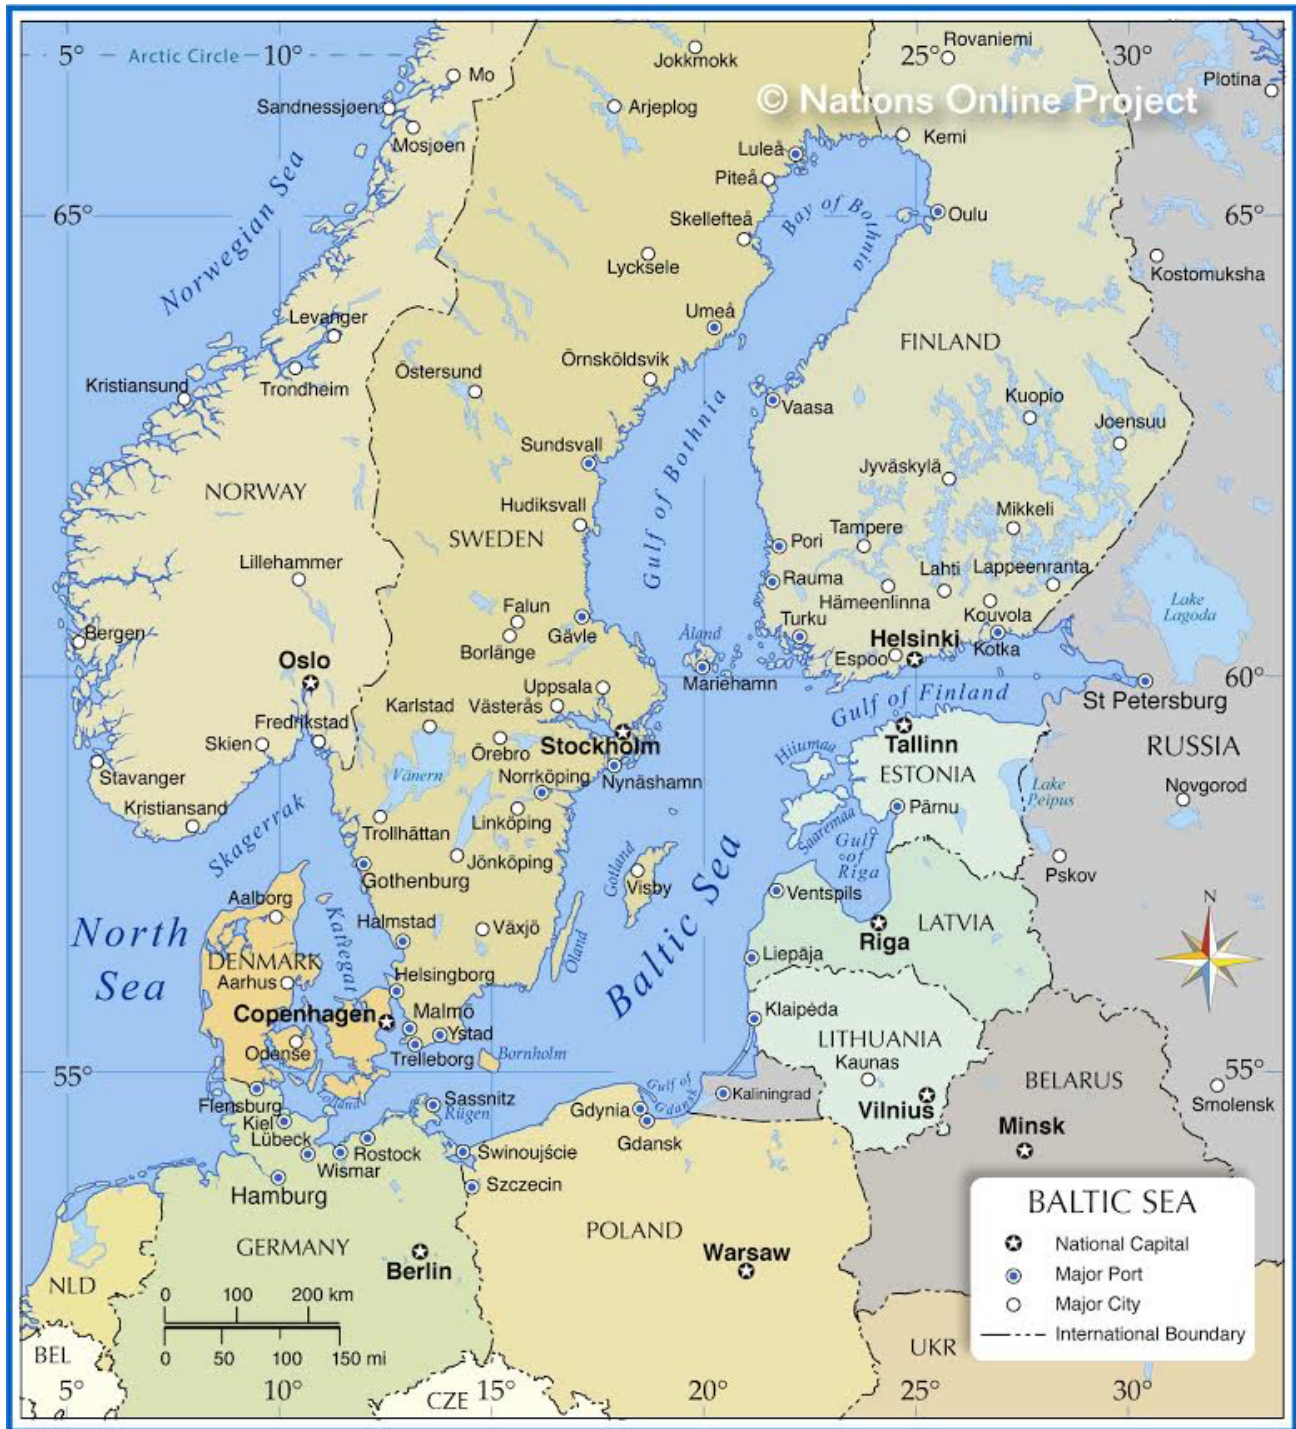 5°
Arctic Circle
10°
25°
Rovaniemi
30°
Mo
Jokkmokk
Plotina
© Nations Online Project
Sandnessjøen
Arjeplog
Mosjøen
Kemi
Luleå
Piteå
Norwegian Sea
65°
Skellefteå
Bay of Bothnia
Oulu
65°
Lycksele
Kostomuksha
Levanger
Umeå
FINLAND
Kristiansund
Trondheim
Östersund
Örnsköldsvik
Vaasa
Kuopio
Joensuu
Sundsvall
Gulf of Bothnia
Jyväskylä
NORWAY
Hudiksvall
Mikkeli
SWEDEN
Pori
Tampere
Lillehammer
Rauma
Lahti
Lappeenranta
Hämeenlinna
Falun
Turku
Kouvola
Lake
Lagoda
Bergen
Gävle
Åland
Helsinki
Borlänge
Espoo
Kotka
Oslo
Mariehamn
60°
Uppsala
Gulf of Finland
St Petersburg
Karlstad
Västerås
Fredrikstad
Skien
Örebro
Stockholm
Hiiumaa
Tallinn
RUSSIA
Stavanger
Vänern
Norrköping
Nynäshamn
ESTONIA
Lake
Peipus
Novgorod
Kristiansand
Skagerrak
Linköping
Pärnu
Trollhättan
Saaremaa
Gulf
of
Riga
Jönköping
Gotland
Pskov
Gothenburg
Visby
Baltic Sea
Ventspils
Aalborg
Kattegat
N
North
Sea
Halmstad
Växjö
LATVIA
Riga
Öland
DENMARK
Liepāja
Aarhus
Helsingborg
Copenhagen
Malmö
Klaipėda
Ystad
LITHUANIA
Odense
Trelleborg
Bornholm
Kaunas
55°
BELARUS
55°
Lolland
Gulf of
Gdansk
Kaliningrad
Flensburg
Sassnitz
Rügen
Gdynia
Vilnius
Smolensk
Kiel
Gdansk
Minsk
Lübeck
Rostock
Swinoujście
Wismar
Szczecin
Hamburg
BALTIC SEA
POLAND
GERMANY
National Capital
Warsaw
Berlin
Major Port
NLD
0 100 200 km
Major City
International Boundary
UKR
BEL
0 50 100 150 mi
5°
10°
CZE
15°
20°
25°
30°